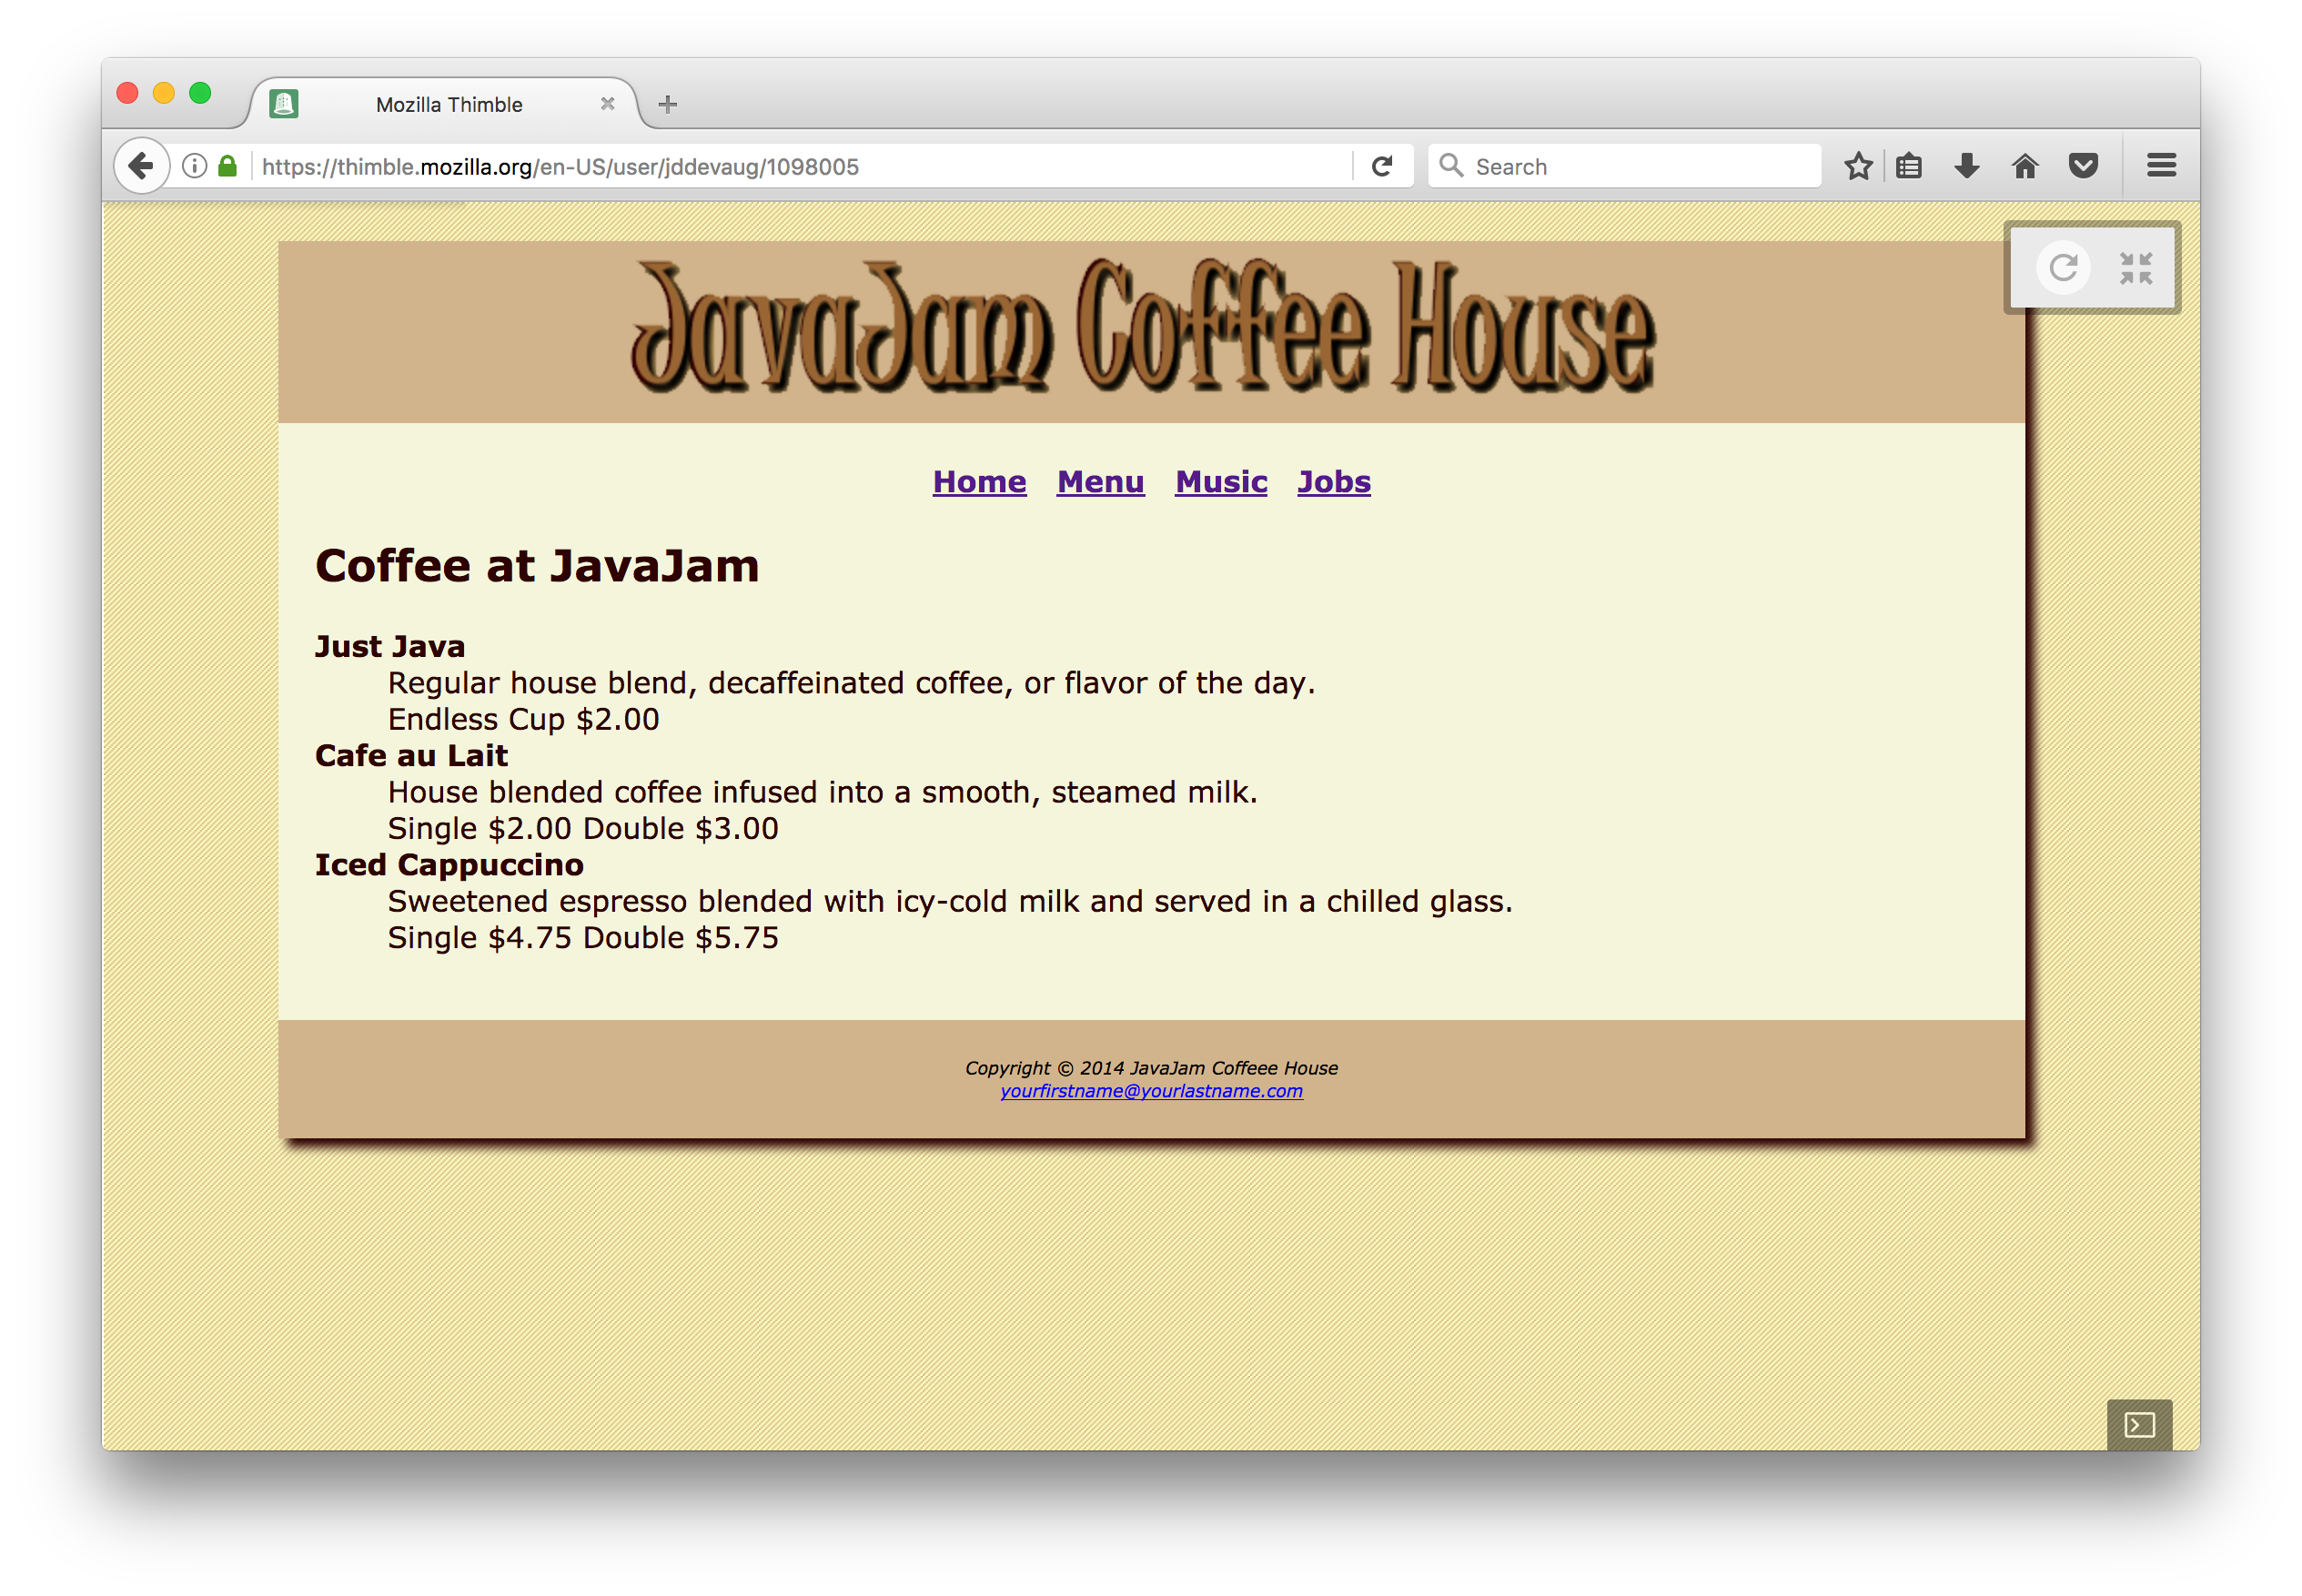 Mozilla Thimble
https://thimble.mozilla.org/en-US/user/jddevaug/1098005
Search
JavaJam Coffee House
Home Menu Music Jobs
Coffee at JavaJam
Just Java
Regular house blend, decaffeinated coffee, or flavor of the day.
Endless Cup $2.00
Cafe au Lait
House blended coffee infused into a smooth, steamed milk.
Single $2.00 Double $3.00
Iced Cappuccino
Sweetened espresso blended with icy-cold milk and served in a chilled glass.
Single $4.75 Double $5.75
Copyright © 2014 JavaJam Coffeee House
yourfirstname@yourlastname.com